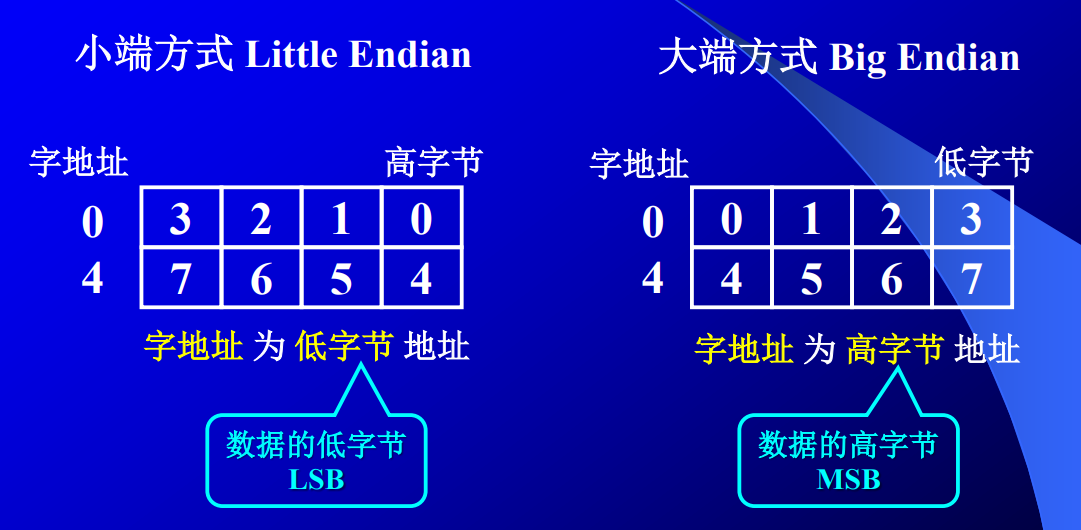 小端方式 Little Endian
字地址 高字节
0 3 2 1 0
4 7 6 5 4
字地址 为 低字节 地址
数据的低字节
LSB
大端方式 Big Endian
字地址 低字节
0 0 1 2 3
4 4 5 6 7
字地址 为 高字节 地址
数据的高字节
MSB